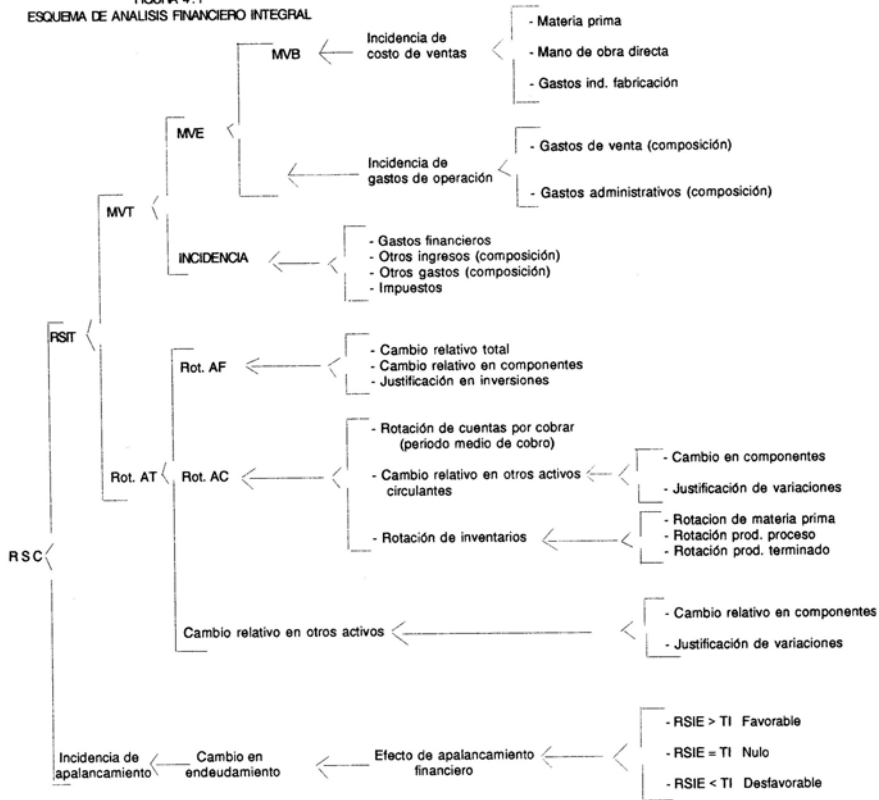 ESQUEMA DE ANALISIS FINANCIERO INTEGRAL
- Materia prima
Incidencia de
costo de ventas
MVB
- Mano de obra directa
- Gastos ind. fabricación
MVE
- Gastos de venta (composición)
Incidencia de
gastos de operación
- Gastos administrativos (composición)
MVT
INCIDENCIA
- Gastos financieros
- Otros ingresos (composición)
- Otros gastos (composición)
- Impuestos
RSIT
Rot. AF
- Cambio relativo total
- Cambio relativo en componentes
- Justificación en inversiones
- Rotación de cuentas por cobrar
(periodo medio de cobro)
Rot. AT
Rot. AC
- Cambio relativo en otros activos
circulantes
- Cambio en componentes
- Justificación de variaciones
- Rotación de inventarios
- Rotacion de materia prima
- Rotación prod. proceso
- Rotación prod. terminado
RSC
Cambio relativo en otros activos
- Cambio relativo en componentes
- Justificación de variaciones
Incidencia de
apalancamiento
Cambio en
endeudamiento
Efecto de apalancamiento
financiero
- RSIE > TI Favorable
- RSIE = TI Nulo
- RSIE < TI Desfavorable